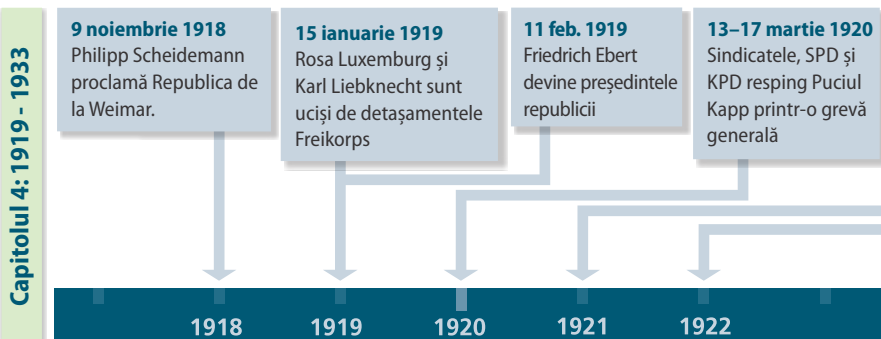 Capitolul 4: 1919 - 1933
9 noiembrie 1918
Philipp Scheidemann
proclamă Republica de
la Weimar.
15 ianuarie 1919
Rosa Luxemburg și
Karl Liebknecht sunt
uciși de detașamentele
Freikorps
11 feb. 1919
Friedrich Ebert
devine președintele
republicii
13–17 martie 1920
Sindicatele, SPD și
KPD resping Puciul
Kapp printr-o grevă
generală
1918 1919 1920 1921 1922